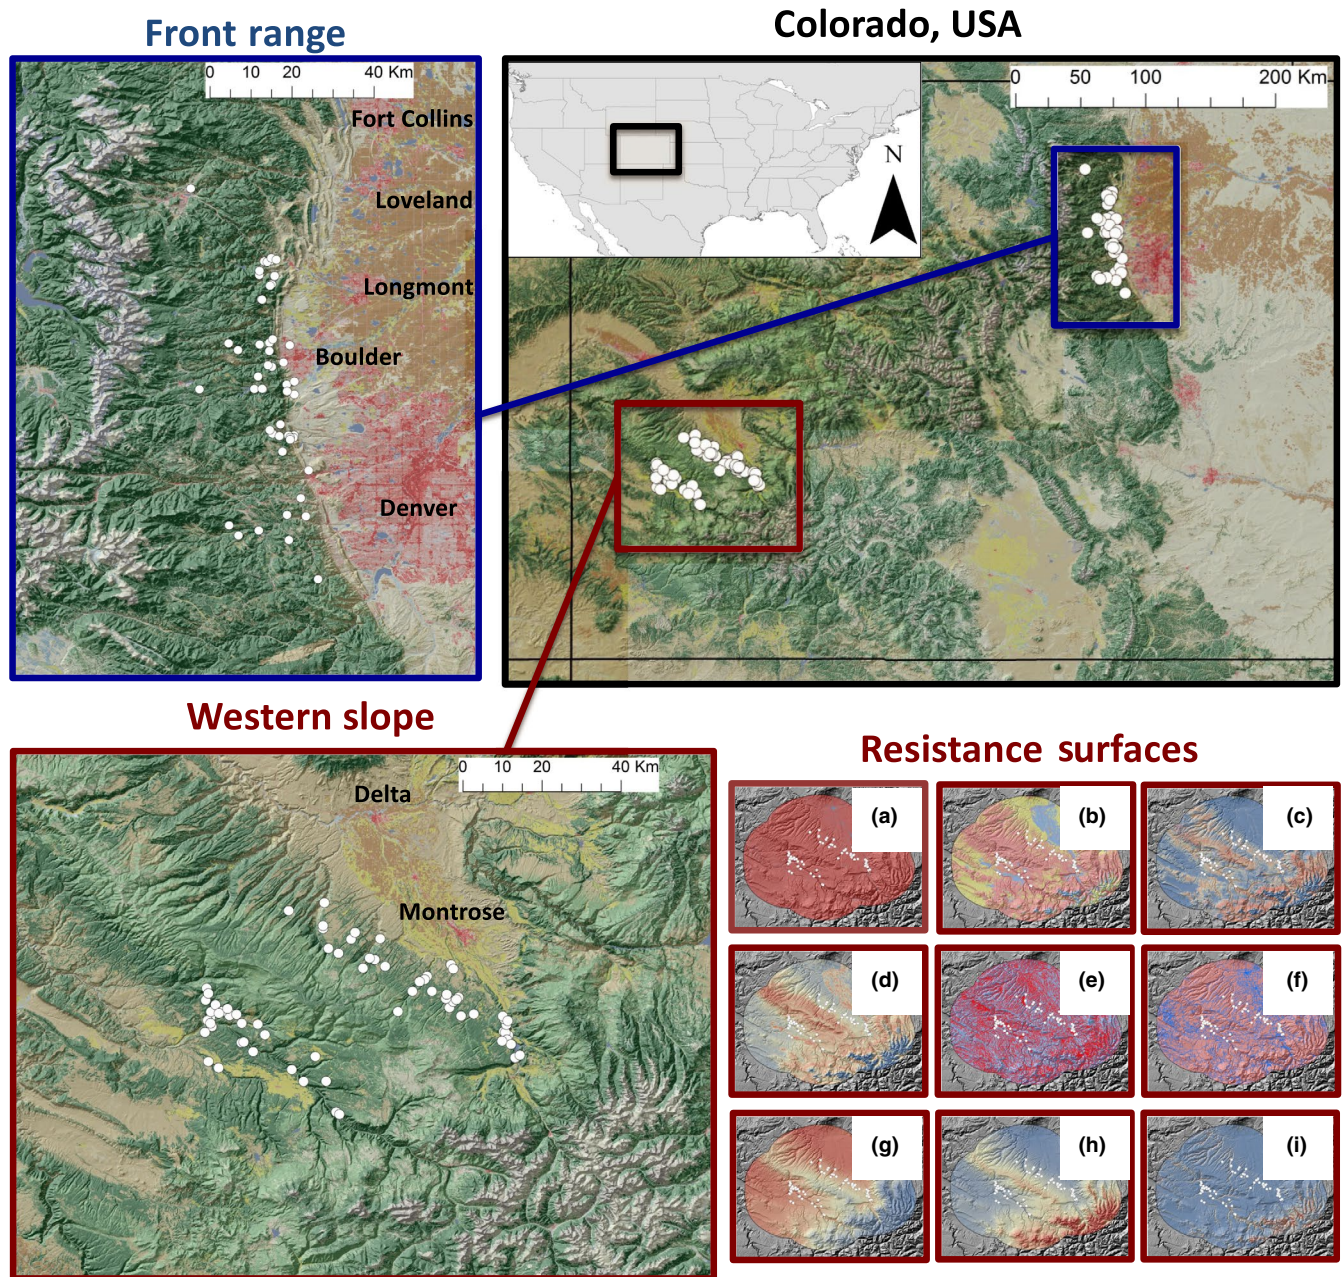 Front range
Colorado, USA
0 10 20 40 Km
Fort Collins
Loveland
Longmont
Boulder
Denver
N
0 50 100 200 Km
Western slope
0 10 20 40 Km
Delta
Montrose
Resistance surfaces
(a)
(b)
(c)
(d)
(e)
(f)
(g)
(h)
(i)